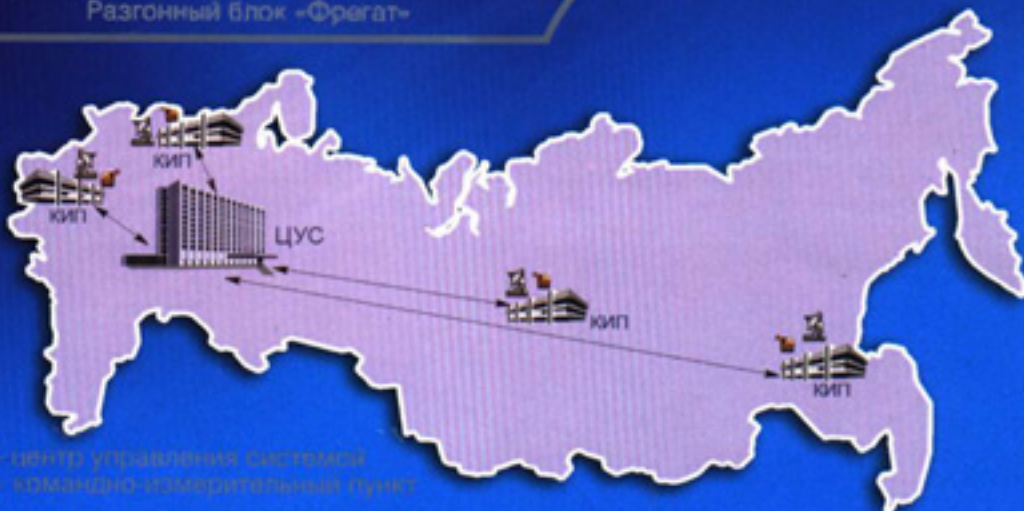 Разгонный блок «Фрегат»
КИП
КИП
ЦУС
КИП
КИП
- центр управления системой
- командно-измерительный пункт